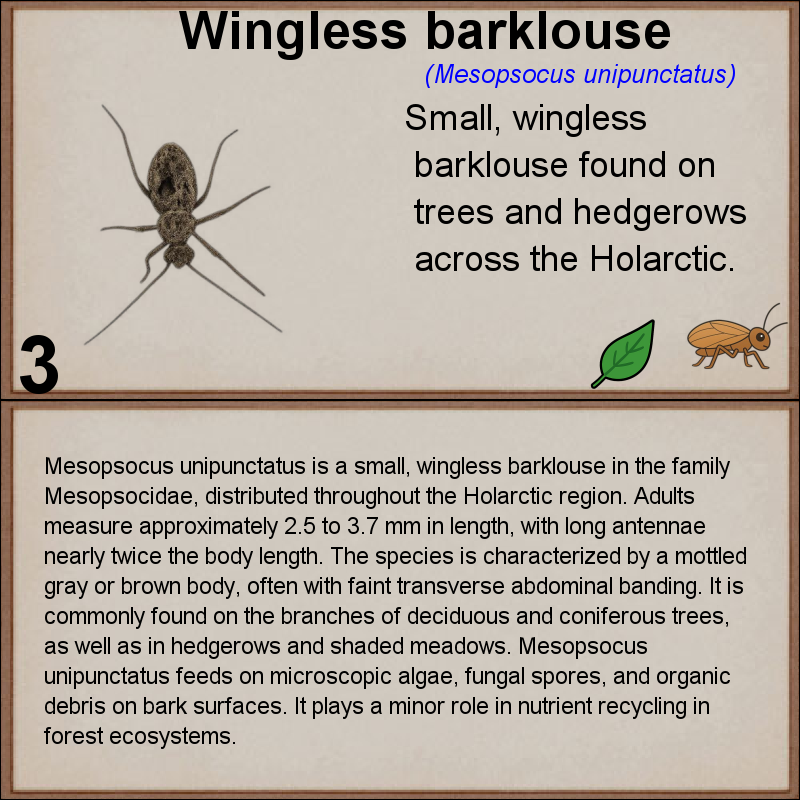 Wingless barklouse
(Mesopsocus unipunctatus)
Small, wingless
barklouse found on
trees and hedgerows
across the Holarctic.
3
Mesopsocus unipunctatus is a small, wingless barklouse in the family
Mesopsocidae, distributed throughout the Holarctic region. Adults
measure approximately 2.5 to 3.7 mm in length, with long antennae
nearly twice the body length. The species is characterized by a mottled
gray or brown body, often with faint transverse abdominal banding. It is
commonly found on the branches of deciduous and coniferous trees,
as well as in hedgerows and shaded meadows. Mesopsocus
unipunctatus feeds on microscopic algae, fungal spores, and organic
debris on bark surfaces. It plays a minor role in nutrient recycling in
forest ecosystems.